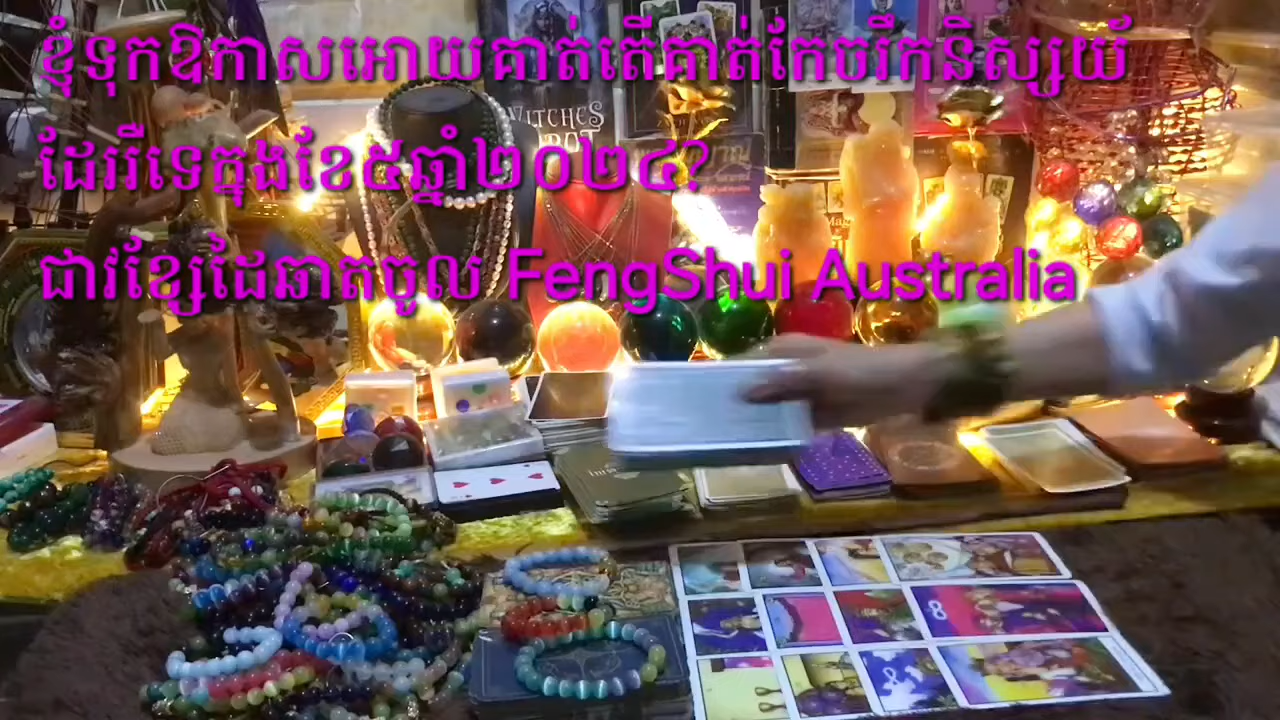 ខ្ញុំទុកឱកាសអោយគាត់តើគាត់កែចរឹកនិស្ស័យ
ដែររឺទេក្នុងខែ៥ឆ្នាំ២០២៤?
ជាវខ្សែដៃឆាតចូល FengShui Australia
WITCHES
TAROT